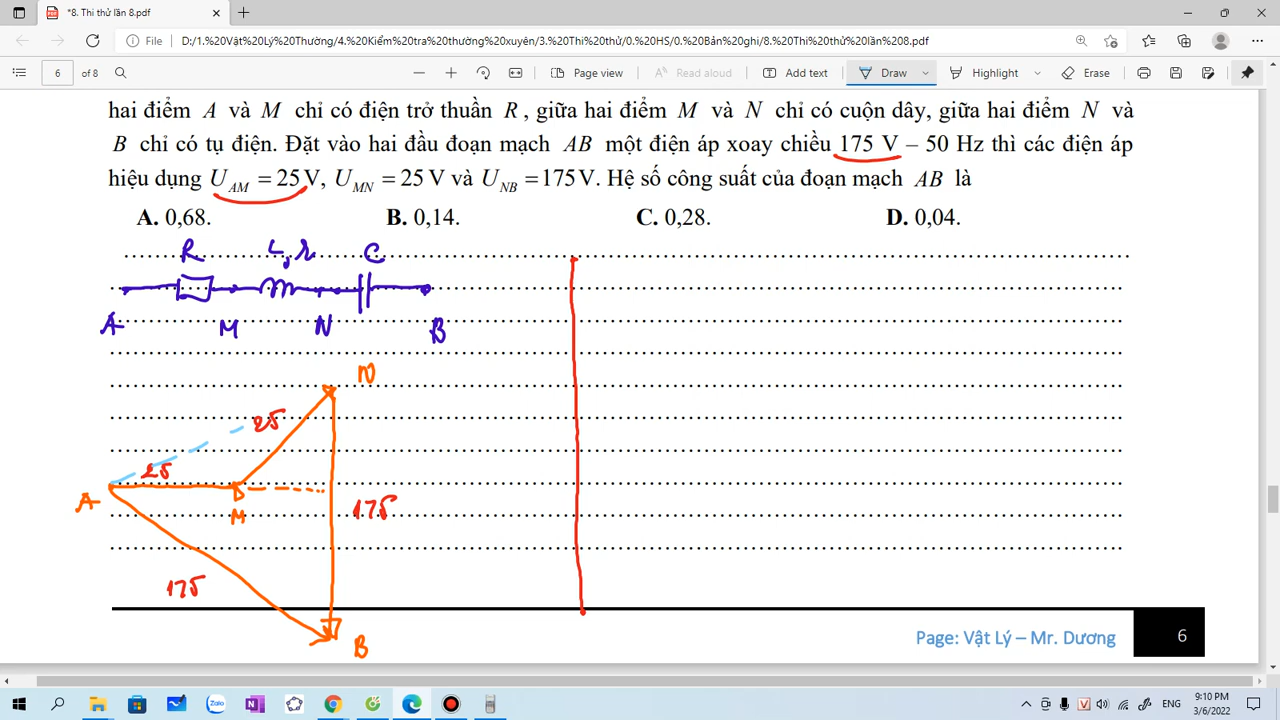 *8. Thi thử lần 8.pdf
File
D:/1.%20Vật%20Lý%20Thường/4.%20Kiểm%20tra%20thường%20xuyên/3.%20Thi%20thử/0.%20HS/0.%20Bản%20ghi/8.%20Thi%20thử%20lần%208.pdf
6 of 8
Page view
Read aloud
Add text
Draw
Highlight
Erase
hai điểm A và M chỉ có điện trở thuần R , giữa hai điểm M và N chỉ có cuộn dây, giữa hai điểm N và
B chỉ có tụ điện. Đặt vào hai đầu đoạn mạch AB một điện áp xoay chiều 175 V – 50 Hz thì các điện áp
hiệu dụng U_AM = 25 V, U_MN = 25 V và U_NB = 175 V. Hệ số công suất của đoạn mạch AB là
A. 0,68. B. 0,14. C. 0,28. D. 0,04.
R L,r C
A M N B
N
25
25
A M 175
175
B
Page: Vật Lý – Mr. Dương 6
Zalo
V
9:10 PM
3/6/2022